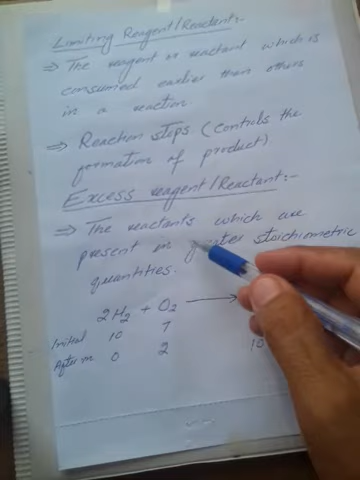 Limiting Reagent/Reactant:-
⇒ The reagent or reactant which is
consumed earlier than others
in a reaction.
⇒ Reaction stops (controls the
formation of product)
Excess reagent/Reactant:-
⇒ The reactants which are
present in greater stoichiometric
quantities.
2H₂ + O₂ →
Initial 10 7
After rx 0 2 10